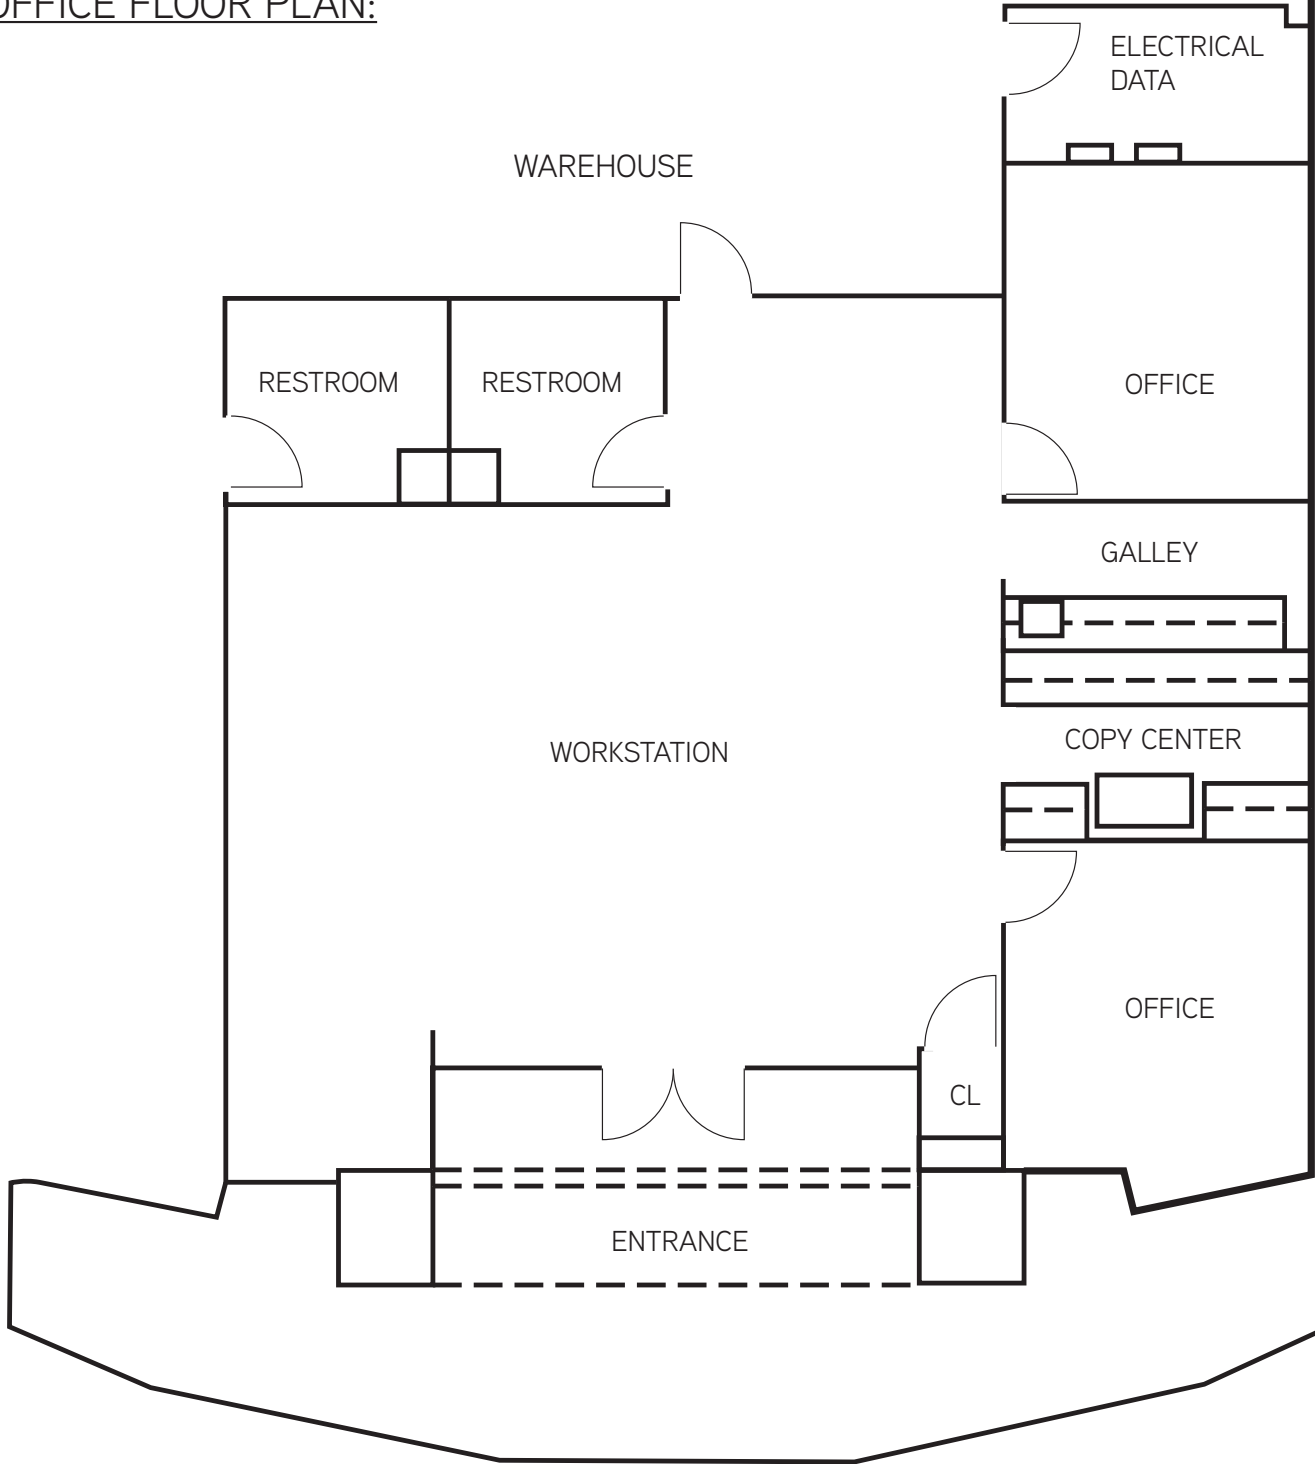 OFFICE FLOOR PLAN:
ELECTRICAL
DATA
WAREHOUSE
RESTROOM
RESTROOM
OFFICE
GALLEY
COPY CENTER
WORKSTATION
OFFICE
CL
ENTRANCE